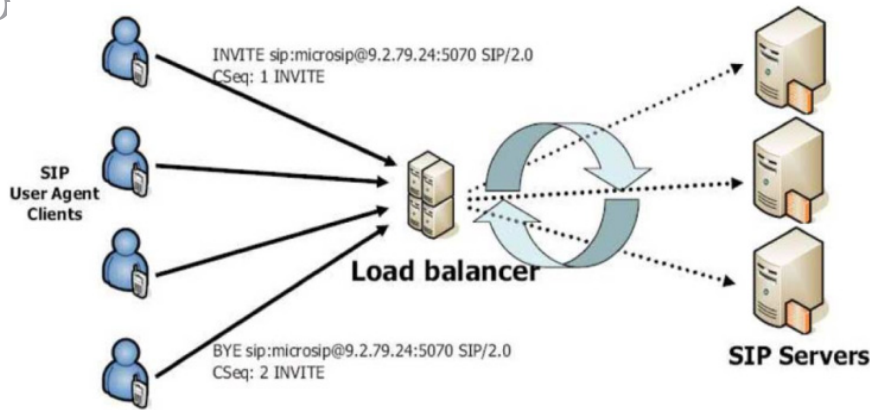 INVITE sip:microsip@9.2.79.24:5070 SIP/2.0
CSeq: 1 INVITE
SIP
User Agent
Clients
Load balancer
BYE sip:microsip@9.2.79.24:5070 SIP/2.0
CSeq: 2 INVITE
SIP Servers